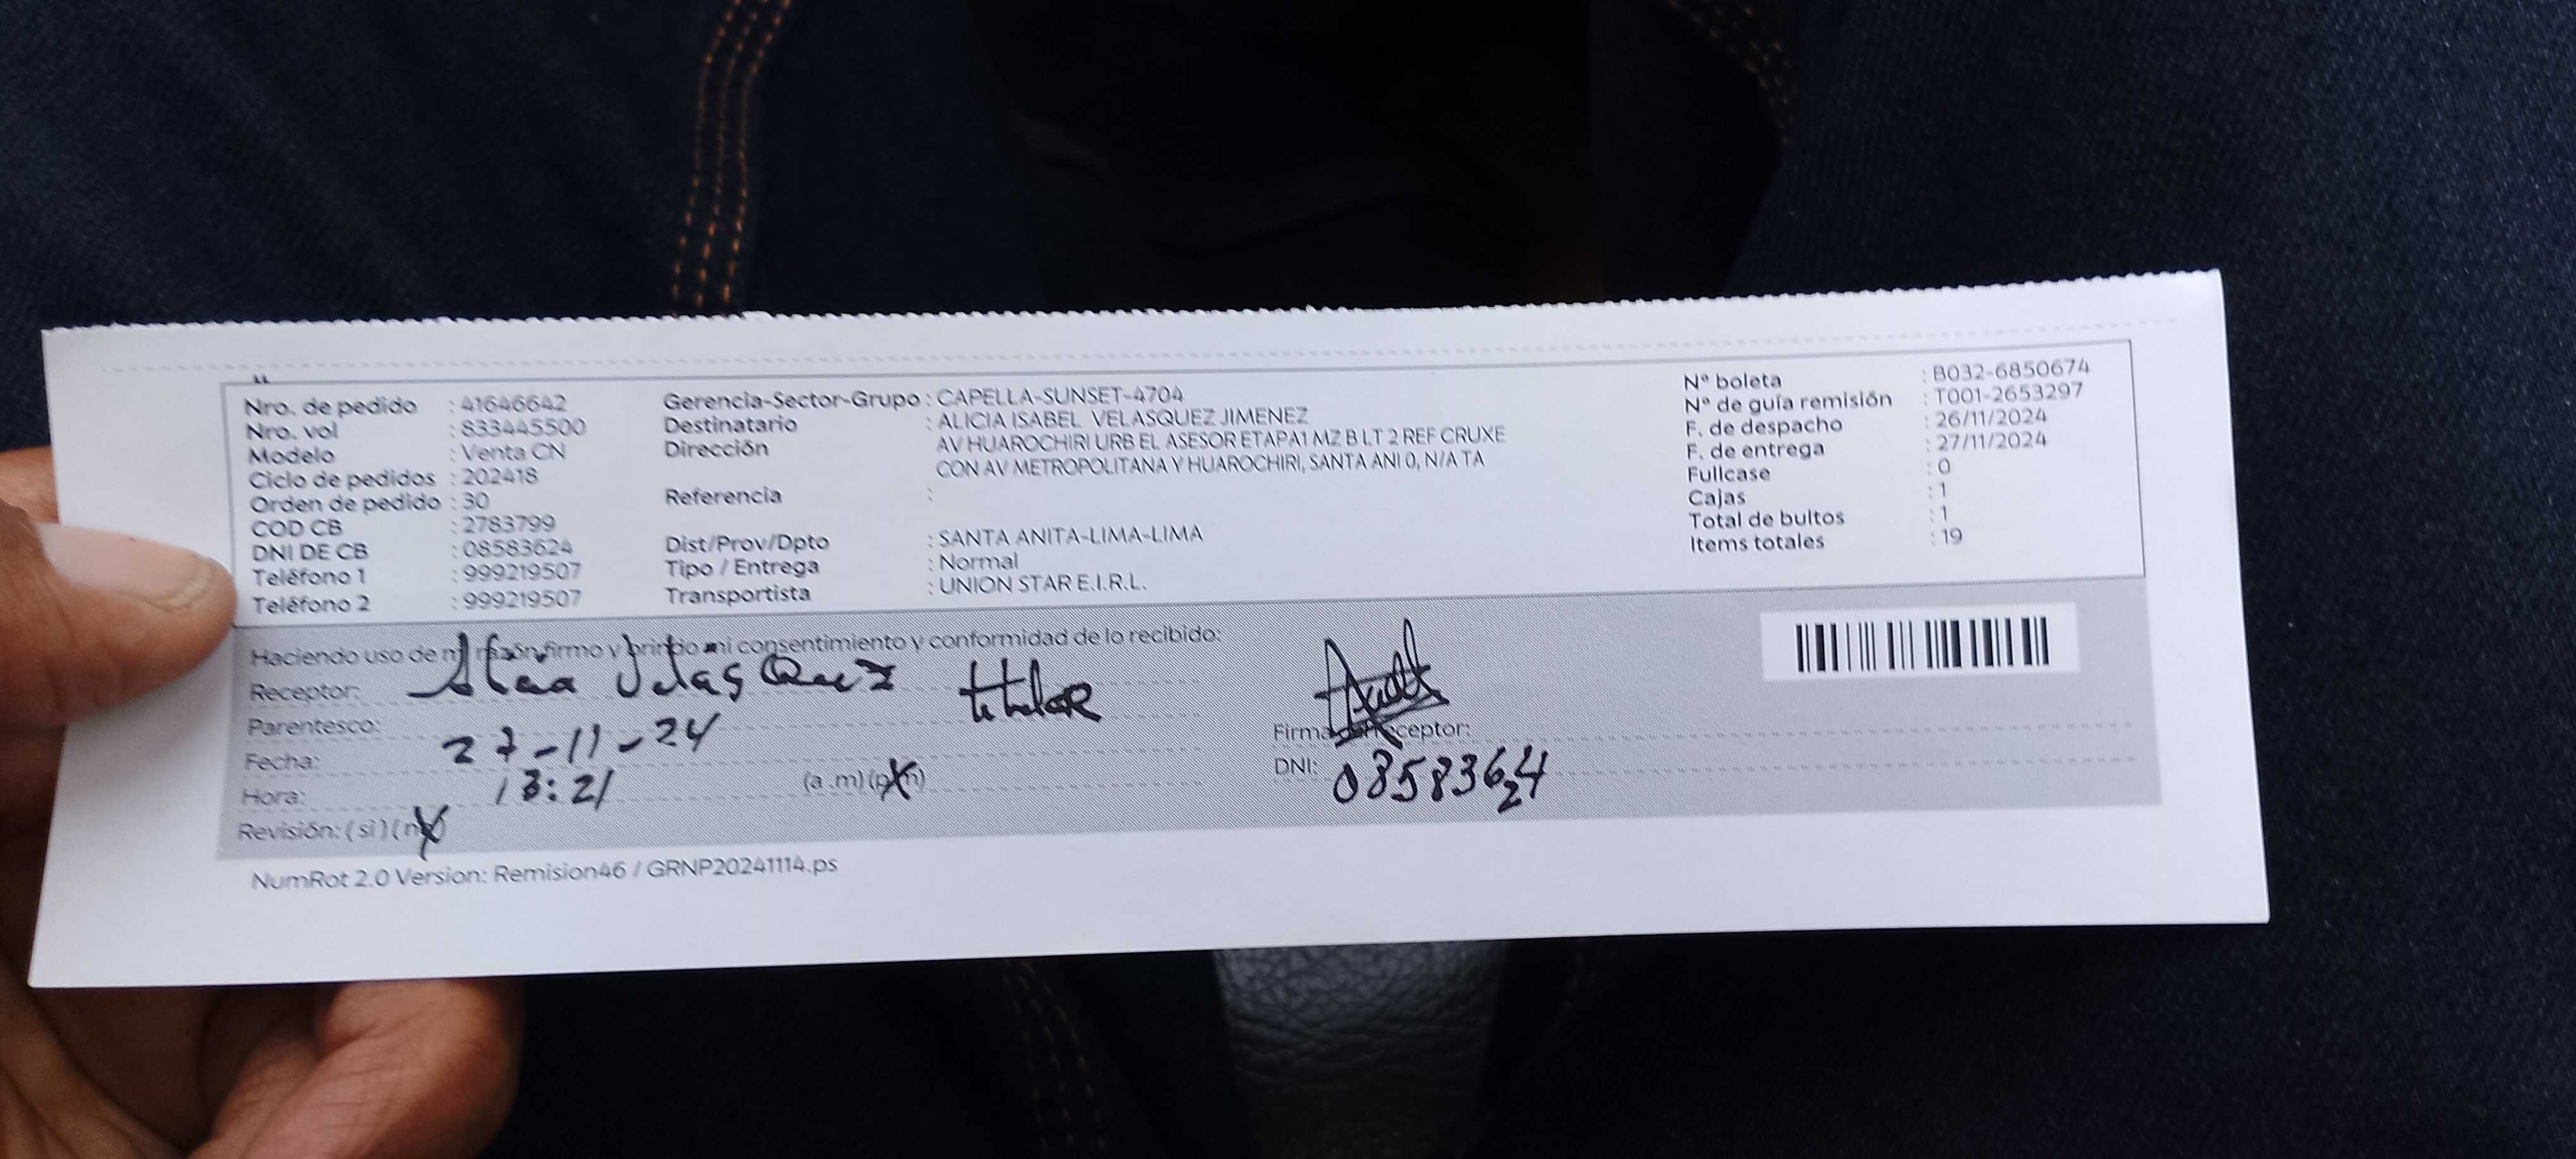 Nro. de pedido : 41646642
Nro. vol : 833445500
Modelo : Venta CN
Ciclo de pedidos : 202418
Orden de pedido : 30
COD CB : 2783799
DNI DE CB : 08583624
Teléfono 1 : 999219507
Teléfono 2 : 999219507
Gerencia-Sector-Grupo : CAPELLA-SUNSET-4704
Destinatario : ALICIA ISABEL VELASQUEZ JIMENEZ
Dirección AV HUAROCHIRI URB EL ASESOR ETAPA1 MZ B LT 2 REF CRUXE
CON AV METROPOLITANA Y HUAROCHIRI, SANTA ANI 0, N/A TA
Referencia :
Dist/Prov/Dpto : SANTA ANITA-LIMA-LIMA
Tipo / Entrega : Normal
Transportista : UNION STAR E.I.R.L.
Nº boleta : B032-6850674
Nº de guía remisión : T001-2653297
F. de despacho : 26/11/2024
F. de entrega : 27/11/2024
Fullcase : 0
Cajas : 1
Total de bultos : 1
Items totales : 19
Haciendo uso de mi razón firmo y brindo mi consentimiento y conformidad de lo recibido:
Receptor: Velasquez titular
Parentesco:
Fecha: 27-11-24
Hora: 13:21 (a.m) (p.m)
Revisión: (si) (no)
Firma del Receptor:
DNI: 08583624
NumRot 2.0 Version: Remision46 / GRNP20241114.ps